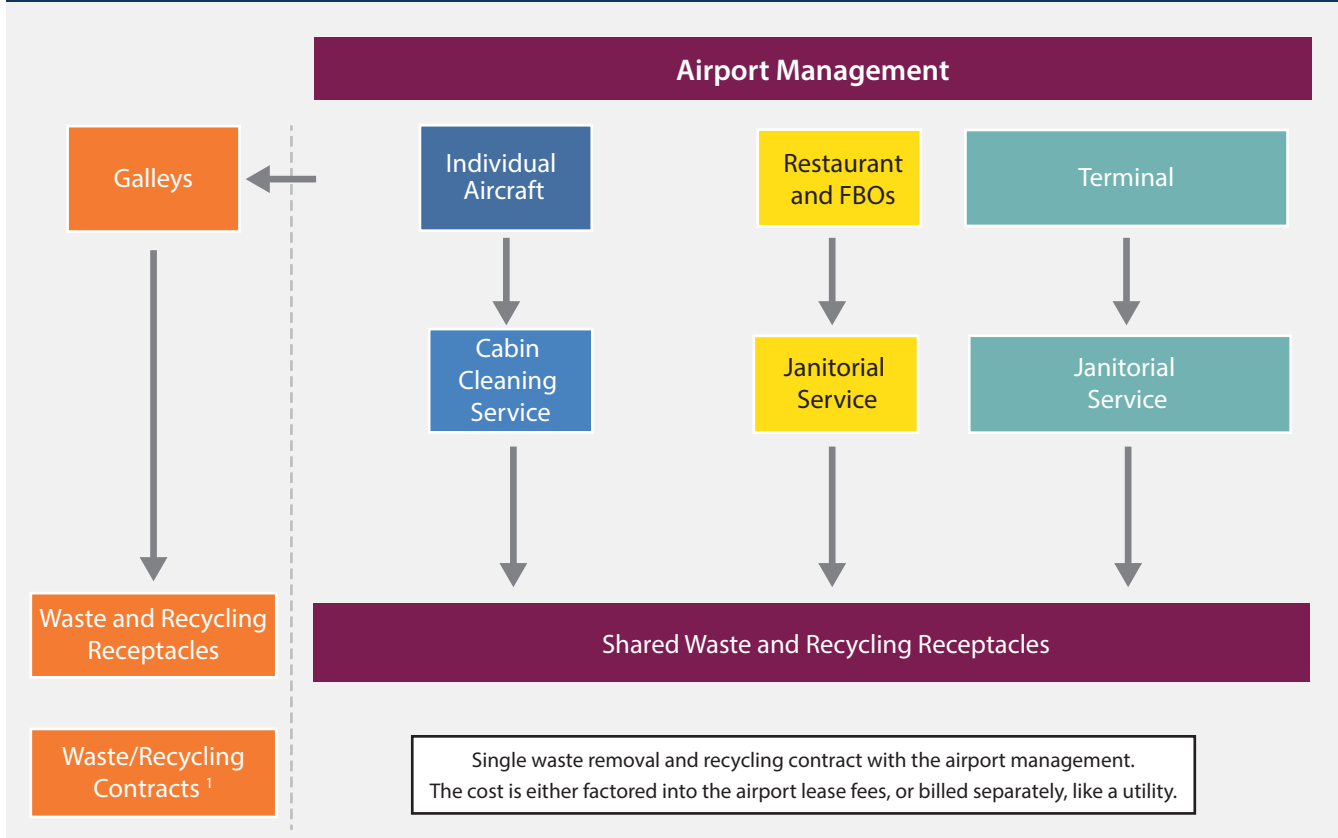 Airport Management
Galleys
Individual
Aircraft
Restaurant
and FBOs
Terminal
Cabin
Cleaning
Service
Janitorial
Service
Janitorial
Service
Waste and Recycling
Receptacles
Shared Waste and Recycling Receptacles
Waste/Recycling
Contracts 1
Single waste removal and recycling contract with the airport management.
The cost is either factored into the airport lease fees, or billed separately, like a utility.